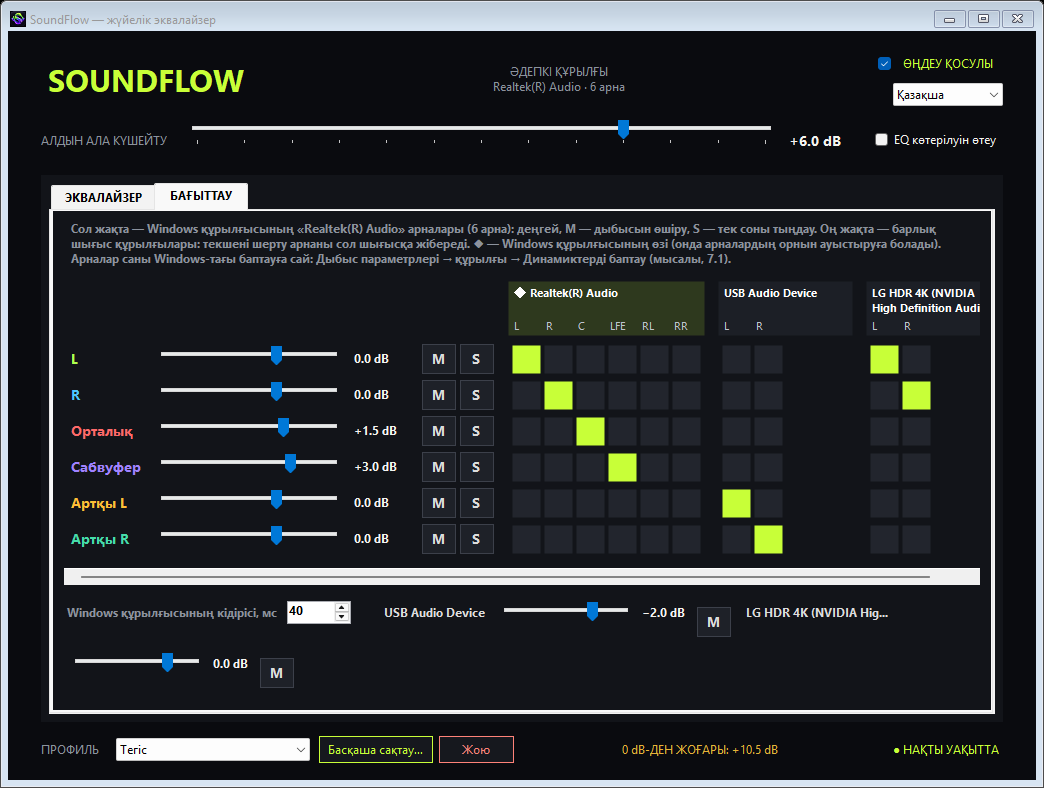 SoundFlow — жүйелік эквалайзер
SOUNDFLOW
ӘДЕПКІ ҚҰРЫЛҒЫ
Realtek(R) Audio · 6 арна
ӨҢДЕУ ҚОСУЛЫ
Қазақша
АЛДЫН АЛА КҮШЕЙТУ
+6.0 dB
EQ көтерілуін өтеу
ЭКВАЛАЙЗЕР
БАҒЫТТАУ
Сол жақта — Windows құрылғысының «Realtek(R) Audio» арналары (6 арна): деңгей, M — дыбысын өшіру, S — тек соны тыңдау. Оң жақта — барлық
шығыс құрылғылары: текшені шерту арнаны сол шығысқа жібереді. ◆ — Windows құрылғысының өзі (онда арналардың орнын ауыстыруға болады).
Арналар саны Windows-тағы баптауға сай: Дыбыс параметрлері → құрылғы → Динамиктерді баптау (мысалы, 7.1).
◆ Realtek(R) Audio
L R C LFE RL RR
USB Audio Device
L R
LG HDR 4K (NVIDIA
High Definition Audi
L R
L 0.0 dB M S
R 0.0 dB M S
Орталық +1.5 dB M S
Сабвуфер +3.0 dB M S
Артқы L 0.0 dB M S
Артқы R 0.0 dB M S
Windows құрылғысының кідірісі, мс 40 USB Audio Device −2.0 dB M LG HDR 4K (NVIDIA Hig...
0.0 dB M
ПРОФИЛЬ Тегіс Басқаша сақтау... Жою 0 dB-ДЕН ЖОҒАРЫ: +10.5 dB ● НАҚТЫ УАҚЫТТА